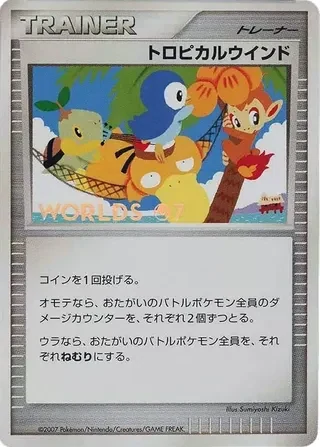 TRAINER トレーナー
トロピカルウインド
WORLDS 07
コインを1回投げる。
オモテなら、おたがいのバトルポケモン全員のダ
メージカウンターを、それぞれ2個ずつとる。
ウラなら、おたがいのバトルポケモン全員を、それ
ぞれねむりにする。
Illus. Sumiyoshi Kizuki
©2007 Pokémon/Nintendo/Creatures/GAME FREAK.